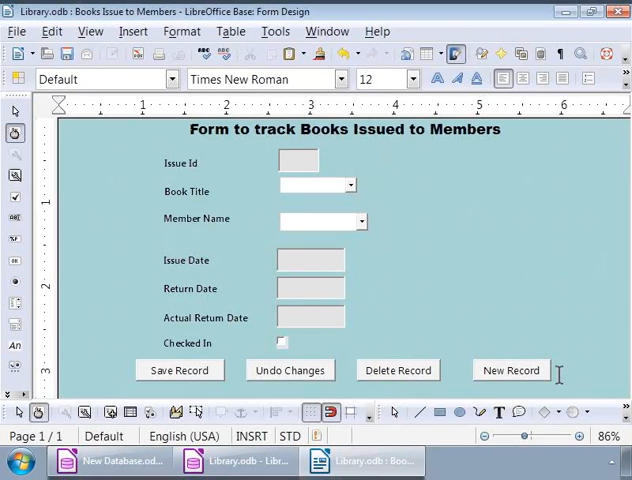 Library.odb : Books Issue to Members - LibreOffice Base: Form Design
File Edit View Insert Format Table Tools Window Help
Default Times New Roman 12
1 2 3 4 5 6
Form to track Books Issued to Members
Issue Id
Book Title
Member Name
Issue Date
Return Date
Actual Return Date
Checked In
Save Record Undo Changes Delete Record New Record
1
2
3
Page 1 / 1 Default English (USA) INSRT STD 86%
New Database.od... Library.odb - Libr... Library.odb : Boo...